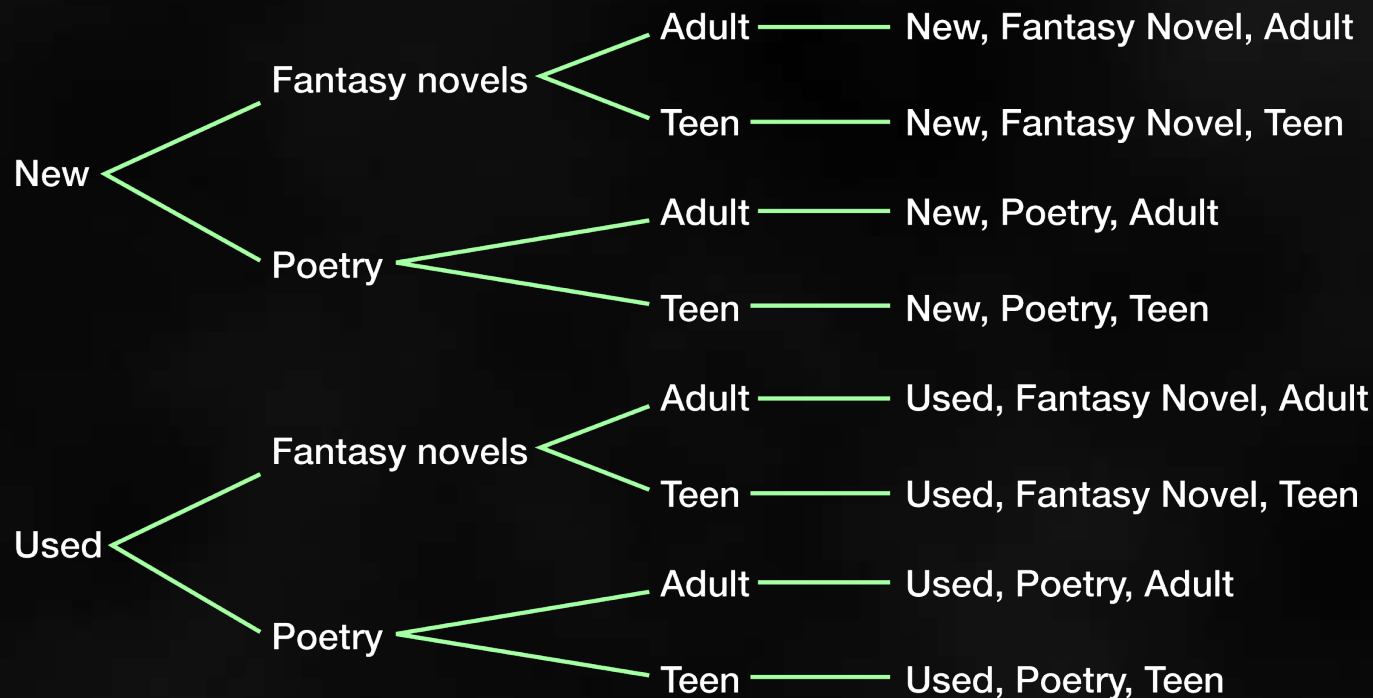 Adult
New, Fantasy Novel, Adult
Fantasy novels
Teen
New, Fantasy Novel, Teen
New
Adult
New, Poetry, Adult
Poetry
Teen
New, Poetry, Teen
Adult
Used, Fantasy Novel, Adult
Fantasy novels
Teen
Used, Fantasy Novel, Teen
Used
Adult
Used, Poetry, Adult
Poetry
Teen
Used, Poetry, Teen